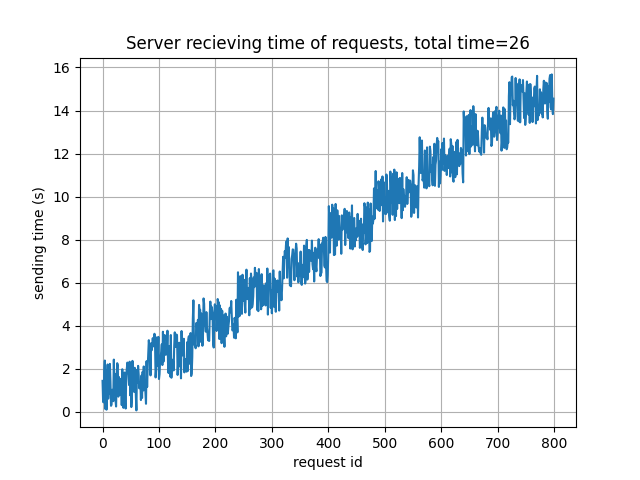 Server recieving time of requests, total time=26
16
14
12
10
8
6
4
2
0
sending time (s)
0 100 200 300 400 500 600 700 800
request id